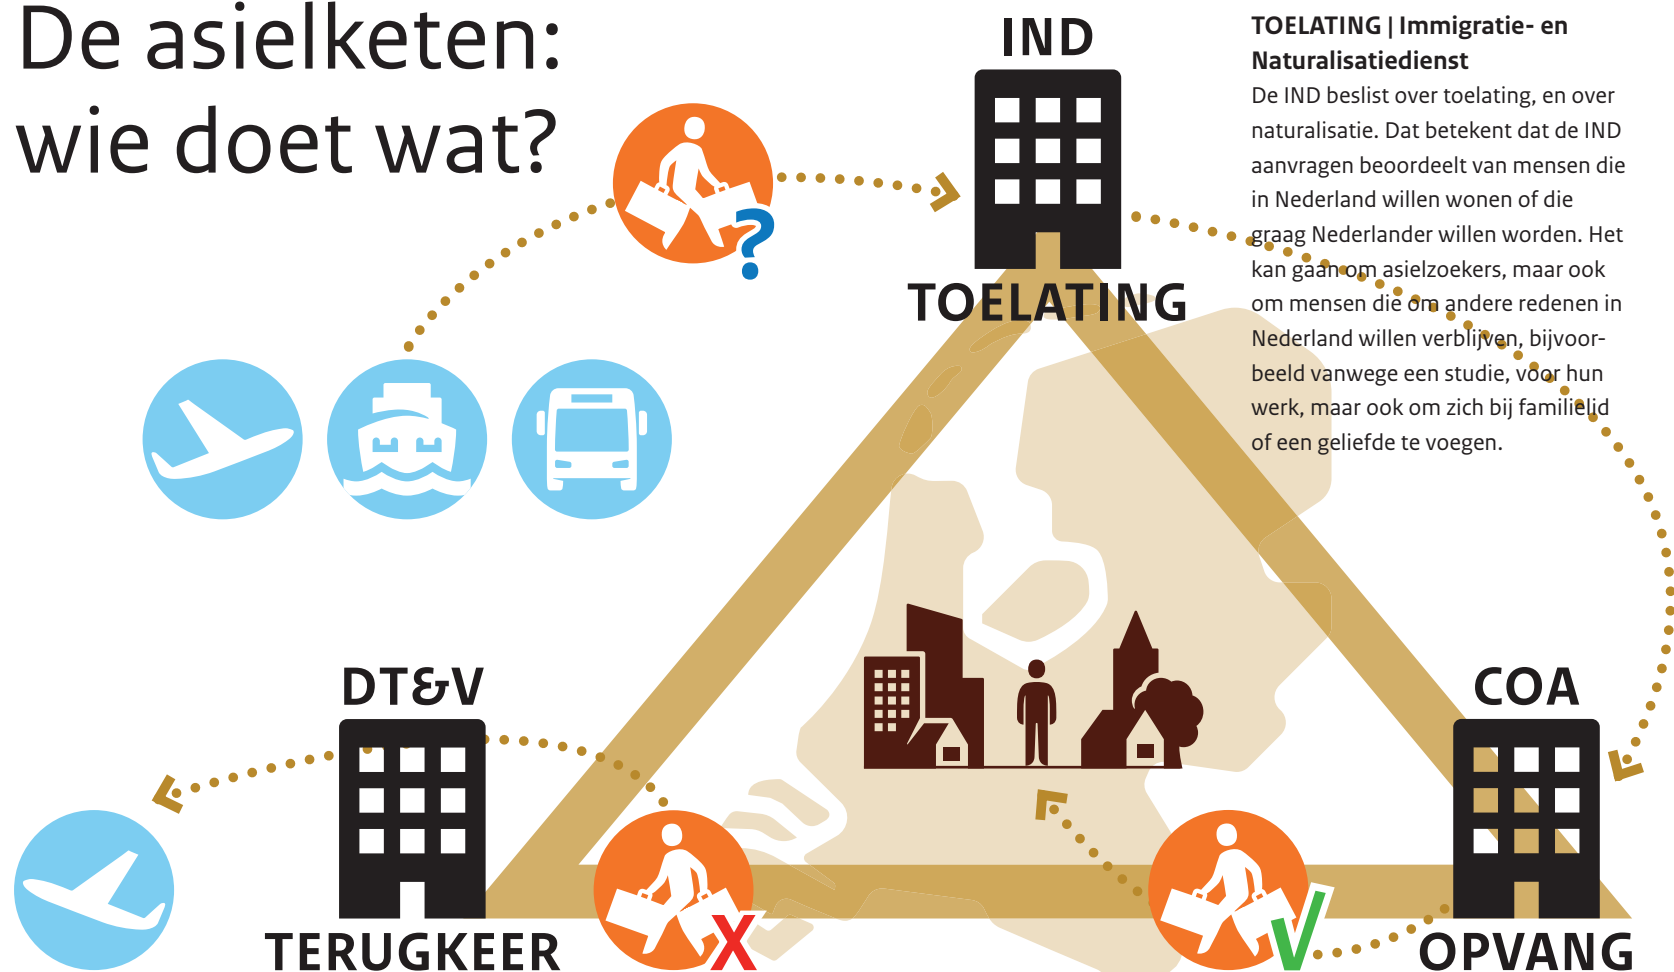 De asielketen:
wie doet wat?
IND
TOELATING
TOELATING | Immigratie- en
Naturalisatiedienst
De IND beslist over toelating, en over
naturalisatie. Dat betekent dat de IND
aanvragen beoordeelt van mensen die
in Nederland willen wonen of die
graag Nederlander willen worden. Het
kan gaan om asielzoekers, maar ook
om mensen die om andere redenen in
Nederland willen verblijven, bijvoor-
beeld vanwege een studie, voor hun
werk, maar ook om zich bij familielid
of een geliefde te voegen.
?
DT&V
TERUGKEER
X
COA
OPVANG